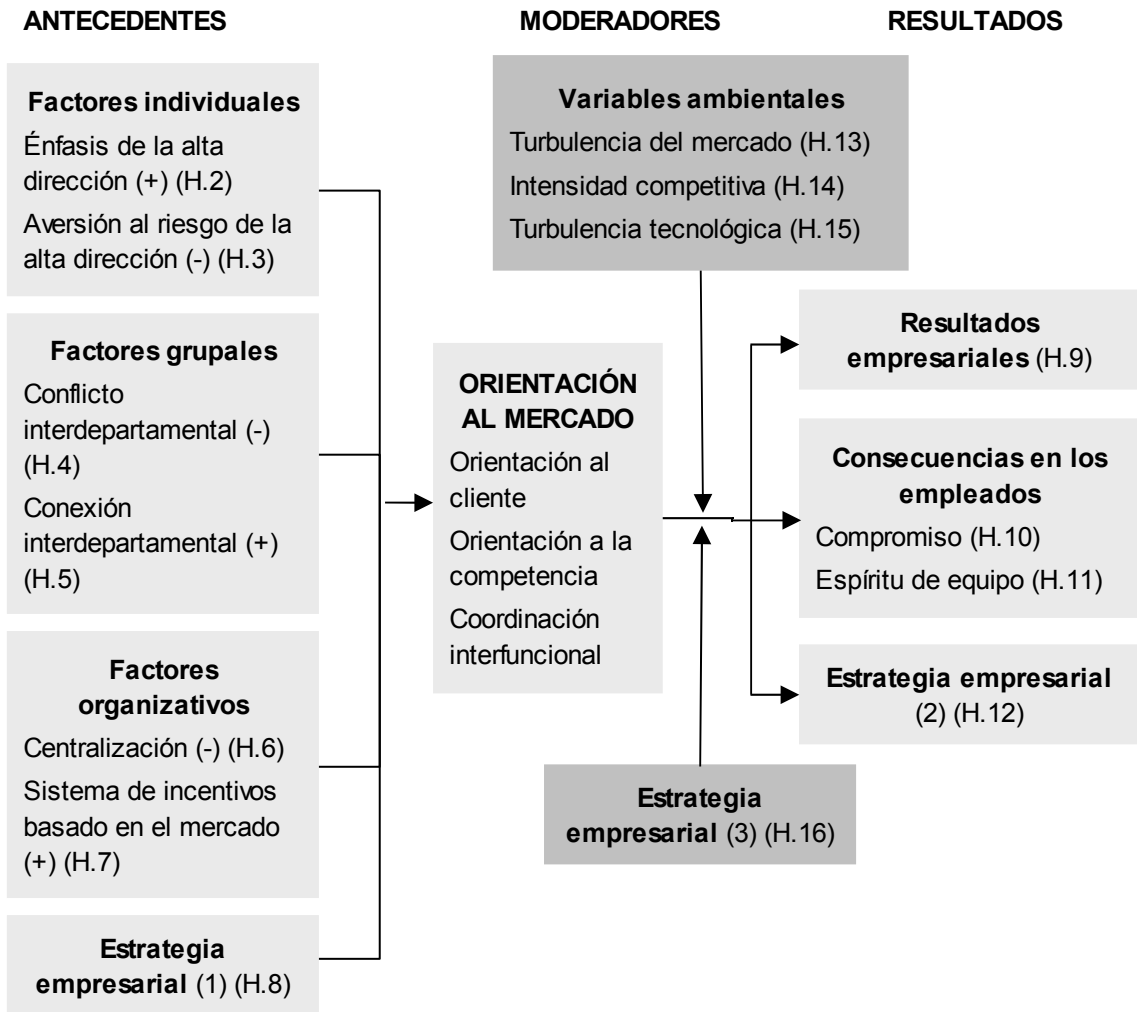 ANTECEDENTES
MODERADORES
RESULTADOS
Factores individuales
Énfasis de la alta
dirección (+) (H.2)
Aversión al riesgo de la
alta dirección (-) (H.3)
Factores grupales
Conflicto
interdepartamental (-)
(H.4)
Conexión
interdepartamental (+)
(H.5)
Factores
organizativos
Centralización (-) (H.6)
Sistema de incentivos
basado en el mercado
(+) (H.7)
Estrategia
empresarial (1) (H.8)
ORIENTACIÓN
AL MERCADO
Orientación al
cliente
Orientación a la
competencia
Coordinación
interfuncional
Variables ambientales
Turbulencia del mercado (H.13)
Intensidad competitiva (H.14)
Turbulencia tecnológica (H.15)
Estrategia
empresarial (3) (H.16)
Resultados
empresariales (H.9)
Consecuencias en los
empleados
Compromiso (H.10)
Espíritu de equipo (H.11)
Estrategia empresarial
(2) (H.12)